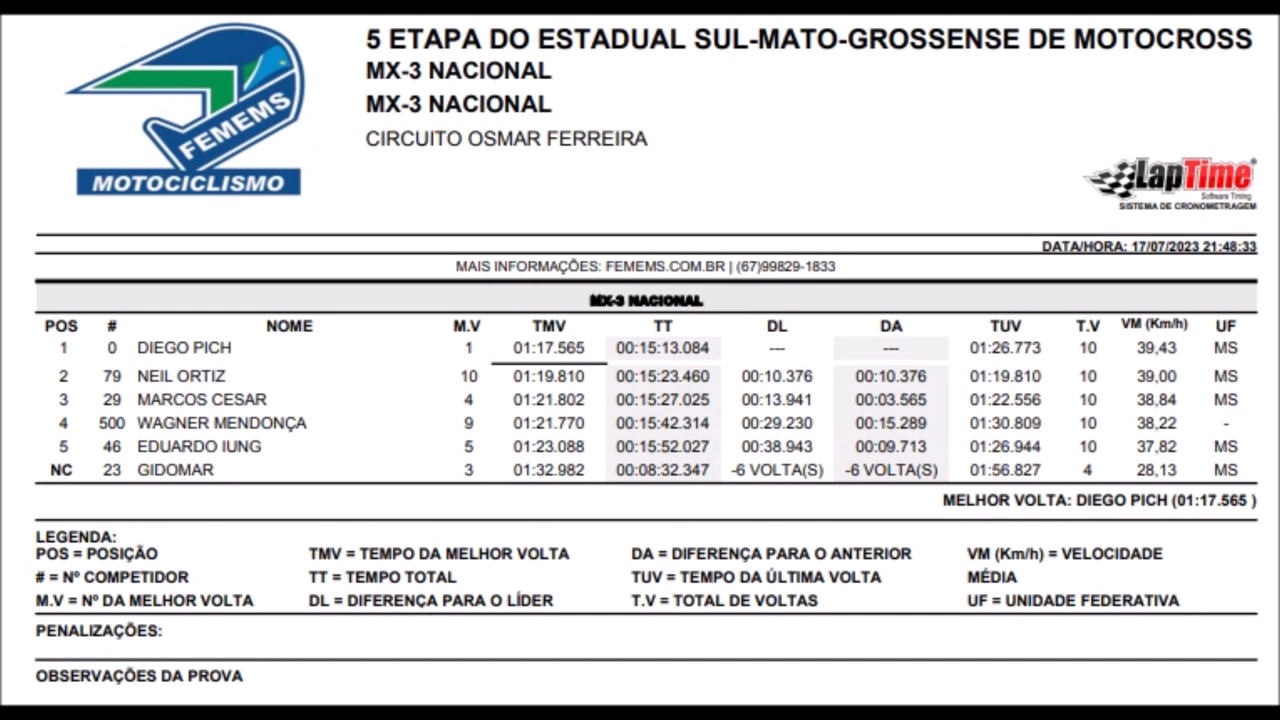 5 ETAPA DO ESTADUAL SUL-MATO-GROSSENSE DE MOTOCROSS
MX-3 NACIONAL
MX-3 NACIONAL
CIRCUITO OSMAR FERREIRA
FEMEMS
MOTOCICLISMO
LapTime
Software Timing
SISTEMA DE CRONOMETRAGEM
DATA/HORA: 17/07/2023 21:48:33
MAIS INFORMAÇÕES: FEMEMS.COM.BR | (67)99829-1833
MX-3 NACIONAL
POS # NOME M.V TMV TT DL DA TUV T.V VM (Km/h) UF
1 0 DIEGO PICH 1 01:17.565 00:15:13.084 --- --- 01:26.773 10 39,43 MS
2 79 NEIL ORTIZ 10 01:19.810 00:15:23.460 00:10.376 00:10.376 01:19.810 10 39,00 MS
3 29 MARCOS CESAR 4 01:21.802 00:15:27.025 00:13.941 00:03.565 01:22.556 10 38,84 MS
4 500 WAGNER MENDONÇA 9 01:21.770 00:15:42.314 00:29.230 00:15.289 01:30.809 10 38,22 -
5 46 EDUARDO IUNG 5 01:23.088 00:15:52.027 00:38.943 00:09.713 01:26.944 10 37,82 MS
NC 23 GIDOMAR 3 01:32.982 00:08:32.347 -6 VOLTA(S) -6 VOLTA(S) 01:56.827 4 28,13 MS
MELHOR VOLTA: DIEGO PICH (01:17.565 )
LEGENDA:
POS = POSIÇÃO TMV = TEMPO DA MELHOR VOLTA DA = DIFERENÇA PARA O ANTERIOR VM (Km/h) = VELOCIDADE
# = Nº COMPETIDOR TT = TEMPO TOTAL TUV = TEMPO DA ÚLTIMA VOLTA MÉDIA
M.V = Nº DA MELHOR VOLTA DL = DIFERENÇA PARA O LÍDER T.V = TOTAL DE VOLTAS UF = UNIDADE FEDERATIVA
PENALIZAÇÕES:
OBSERVAÇÕES DA PROVA